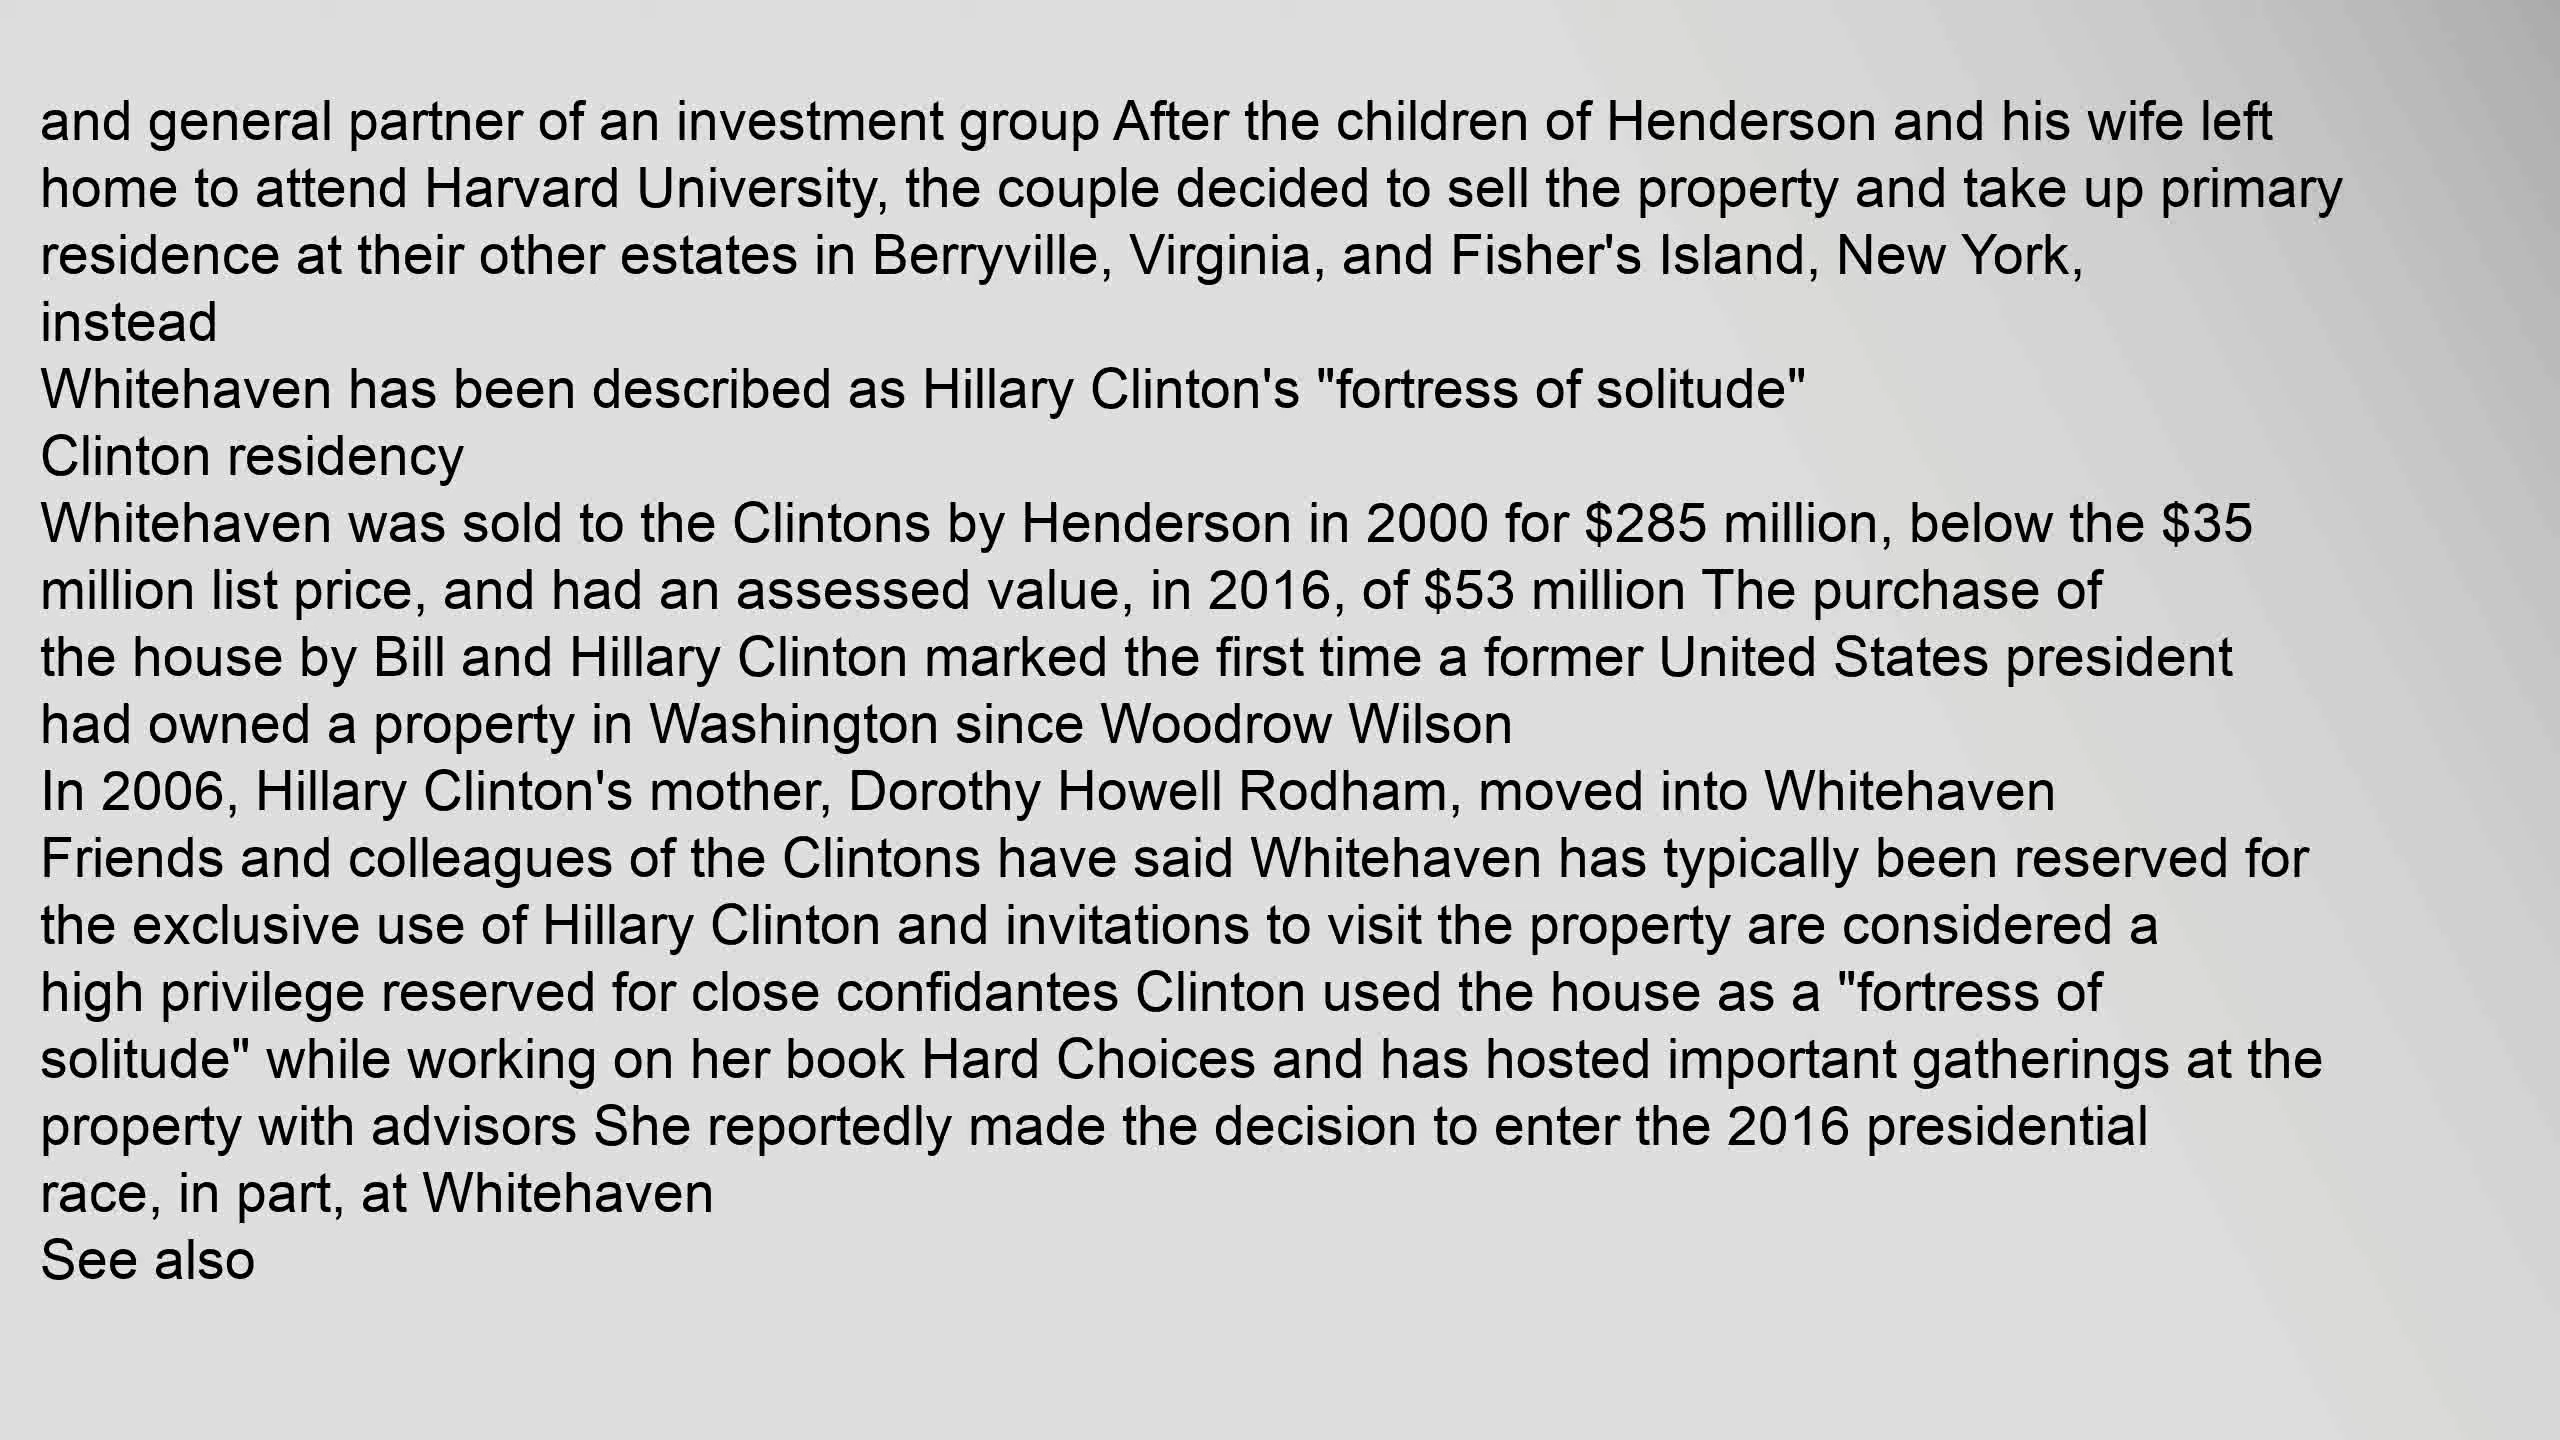 and general partner of an investment group After the children of Henderson and his wife left
home to attend Harvard University, the couple decided to sell the property and take up primary
residence at their other estates in Berryville, Virginia, and Fisher's Island, New York,
instead
Whitehaven has been described as Hillary Clinton's "fortress of solitude"
Clinton residency
Whitehaven was sold to the Clintons by Henderson in 2000 for $285 million, below the $35
million list price, and had an assessed value, in 2016, of $53 million The purchase of
the house by Bill and Hillary Clinton marked the first time a former United States president
had owned a property in Washington since Woodrow Wilson
In 2006, Hillary Clinton's mother, Dorothy Howell Rodham, moved into Whitehaven
Friends and colleagues of the Clintons have said Whitehaven has typically been reserved for
the exclusive use of Hillary Clinton and invitations to visit the property are considered a
high privilege reserved for close confidantes Clinton used the house as a "fortress of
solitude" while working on her book Hard Choices and has hosted important gatherings at the
property with advisors She reportedly made the decision to enter the 2016 presidential
race, in part, at Whitehaven
See also